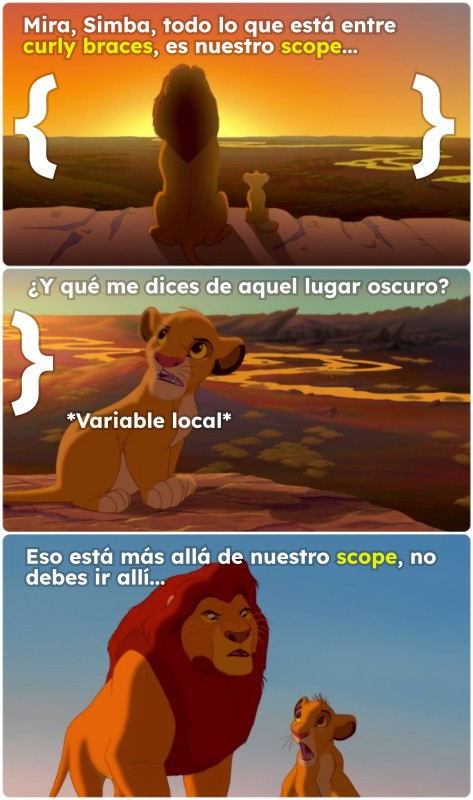 Mira, Simba, todo lo que está entre
curly braces, es nuestro scope...
{ }
¿Y qué me dices de aquel lugar oscuro?
}
*Variable local*
Eso está más allá de nuestro scope, no
debes ir allí...